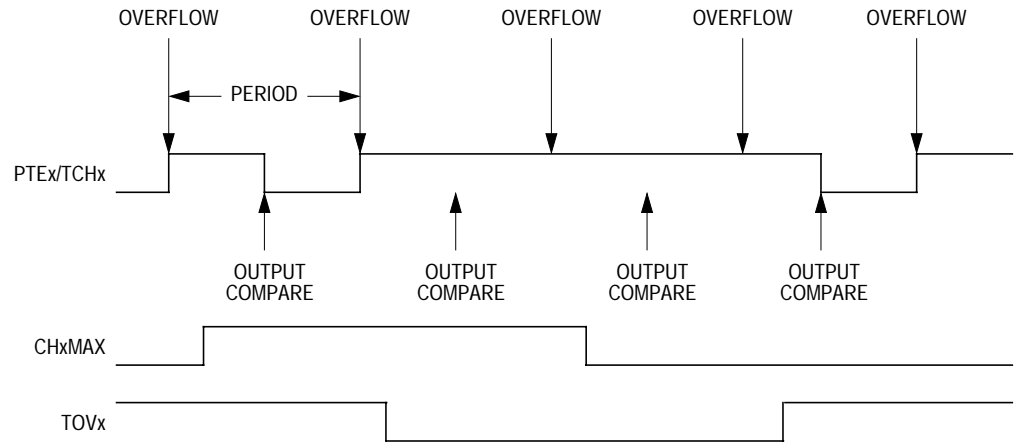 OVERFLOW OVERFLOW OVERFLOW OVERFLOW OVERFLOW
PERIOD
PTEx/TCHx
OUTPUT COMPARE
OUTPUT COMPARE
OUTPUT COMPARE
OUTPUT COMPARE
CHxMAX
TOVx